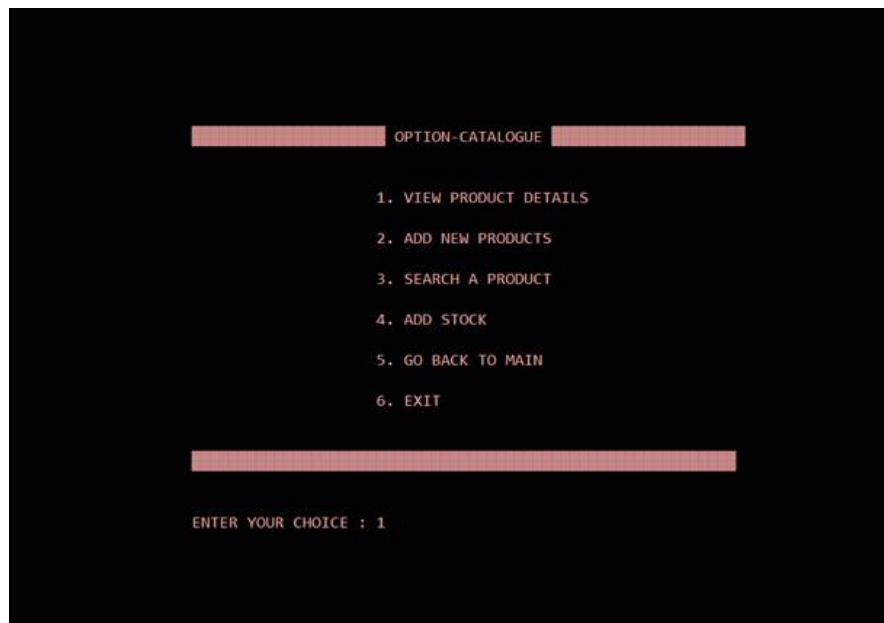 OPTION-CATALOGUE
1. VIEW PRODUCT DETAILS
2. ADD NEW PRODUCTS
3. SEARCH A PRODUCT
4. ADD STOCK
5. GO BACK TO MAIN
6. EXIT
ENTER YOUR CHOICE : 1